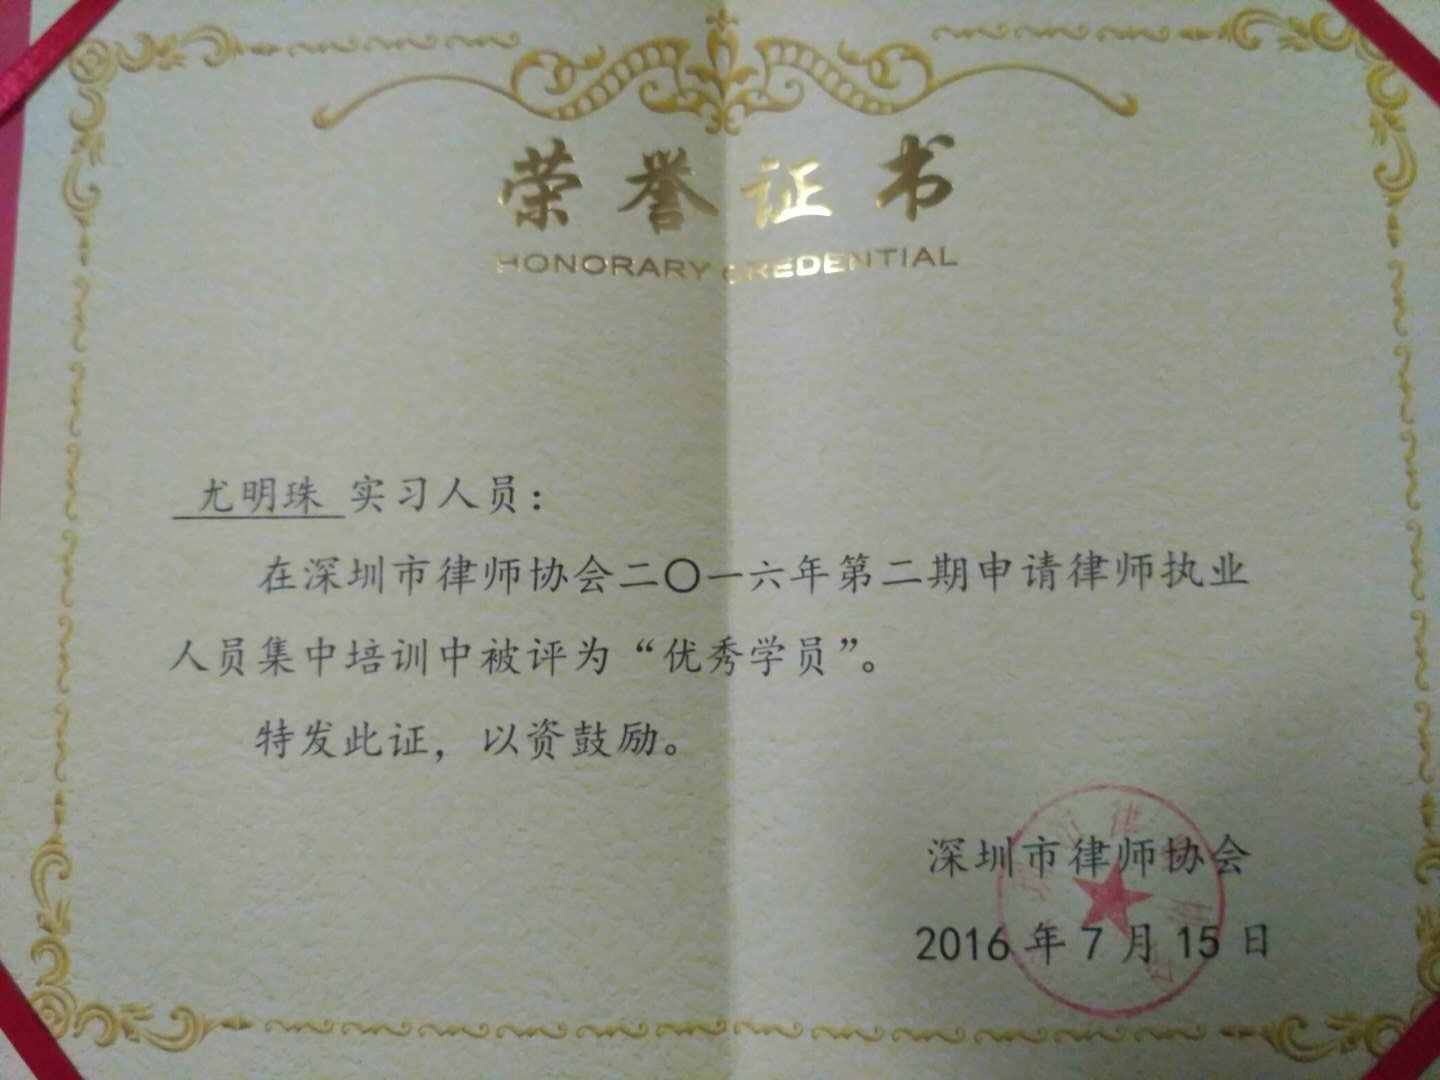 荣誉证书
HONORARY CREDENTIAL
尤明珠 实习人员：
在深圳市律师协会二〇一六年第二期申请律师执业
人员集中培训中被评为“优秀学员”。
特发此证，以资鼓励。
深圳市律师协会
2016年7月15日